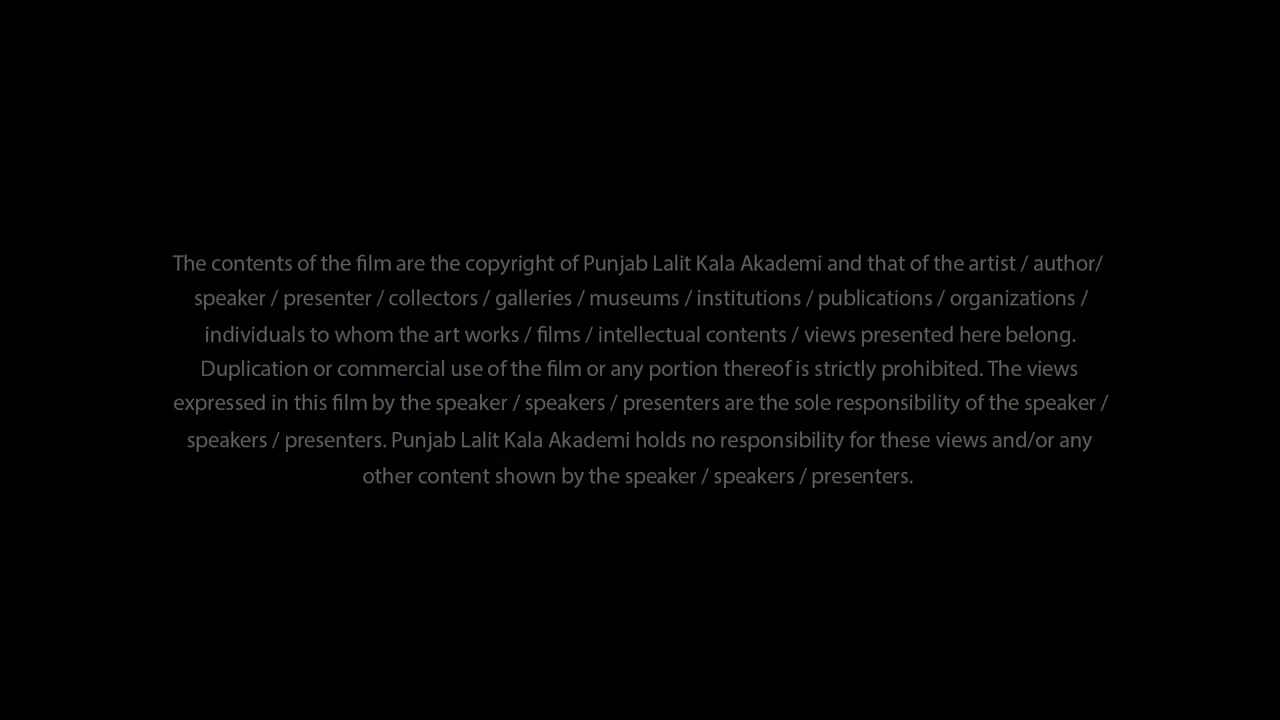 The contents of the film are the copyright of Punjab Lalit Kala Akademi and that of the artist / author/
speaker / presenter / collectors / galleries / museums / institutions / publications / organizations /
individuals to whom the art works / films / intellectual contents / views presented here belong.
Duplication or commercial use of the film or any portion thereof is strictly prohibited. The views
expressed in this film by the speaker / speakers / presenters are the sole responsibility of the speaker /
speakers / presenters. Punjab Lalit Kala Akademi holds no responsibility for these views and/or any
other content shown by the speaker / speakers / presenters.